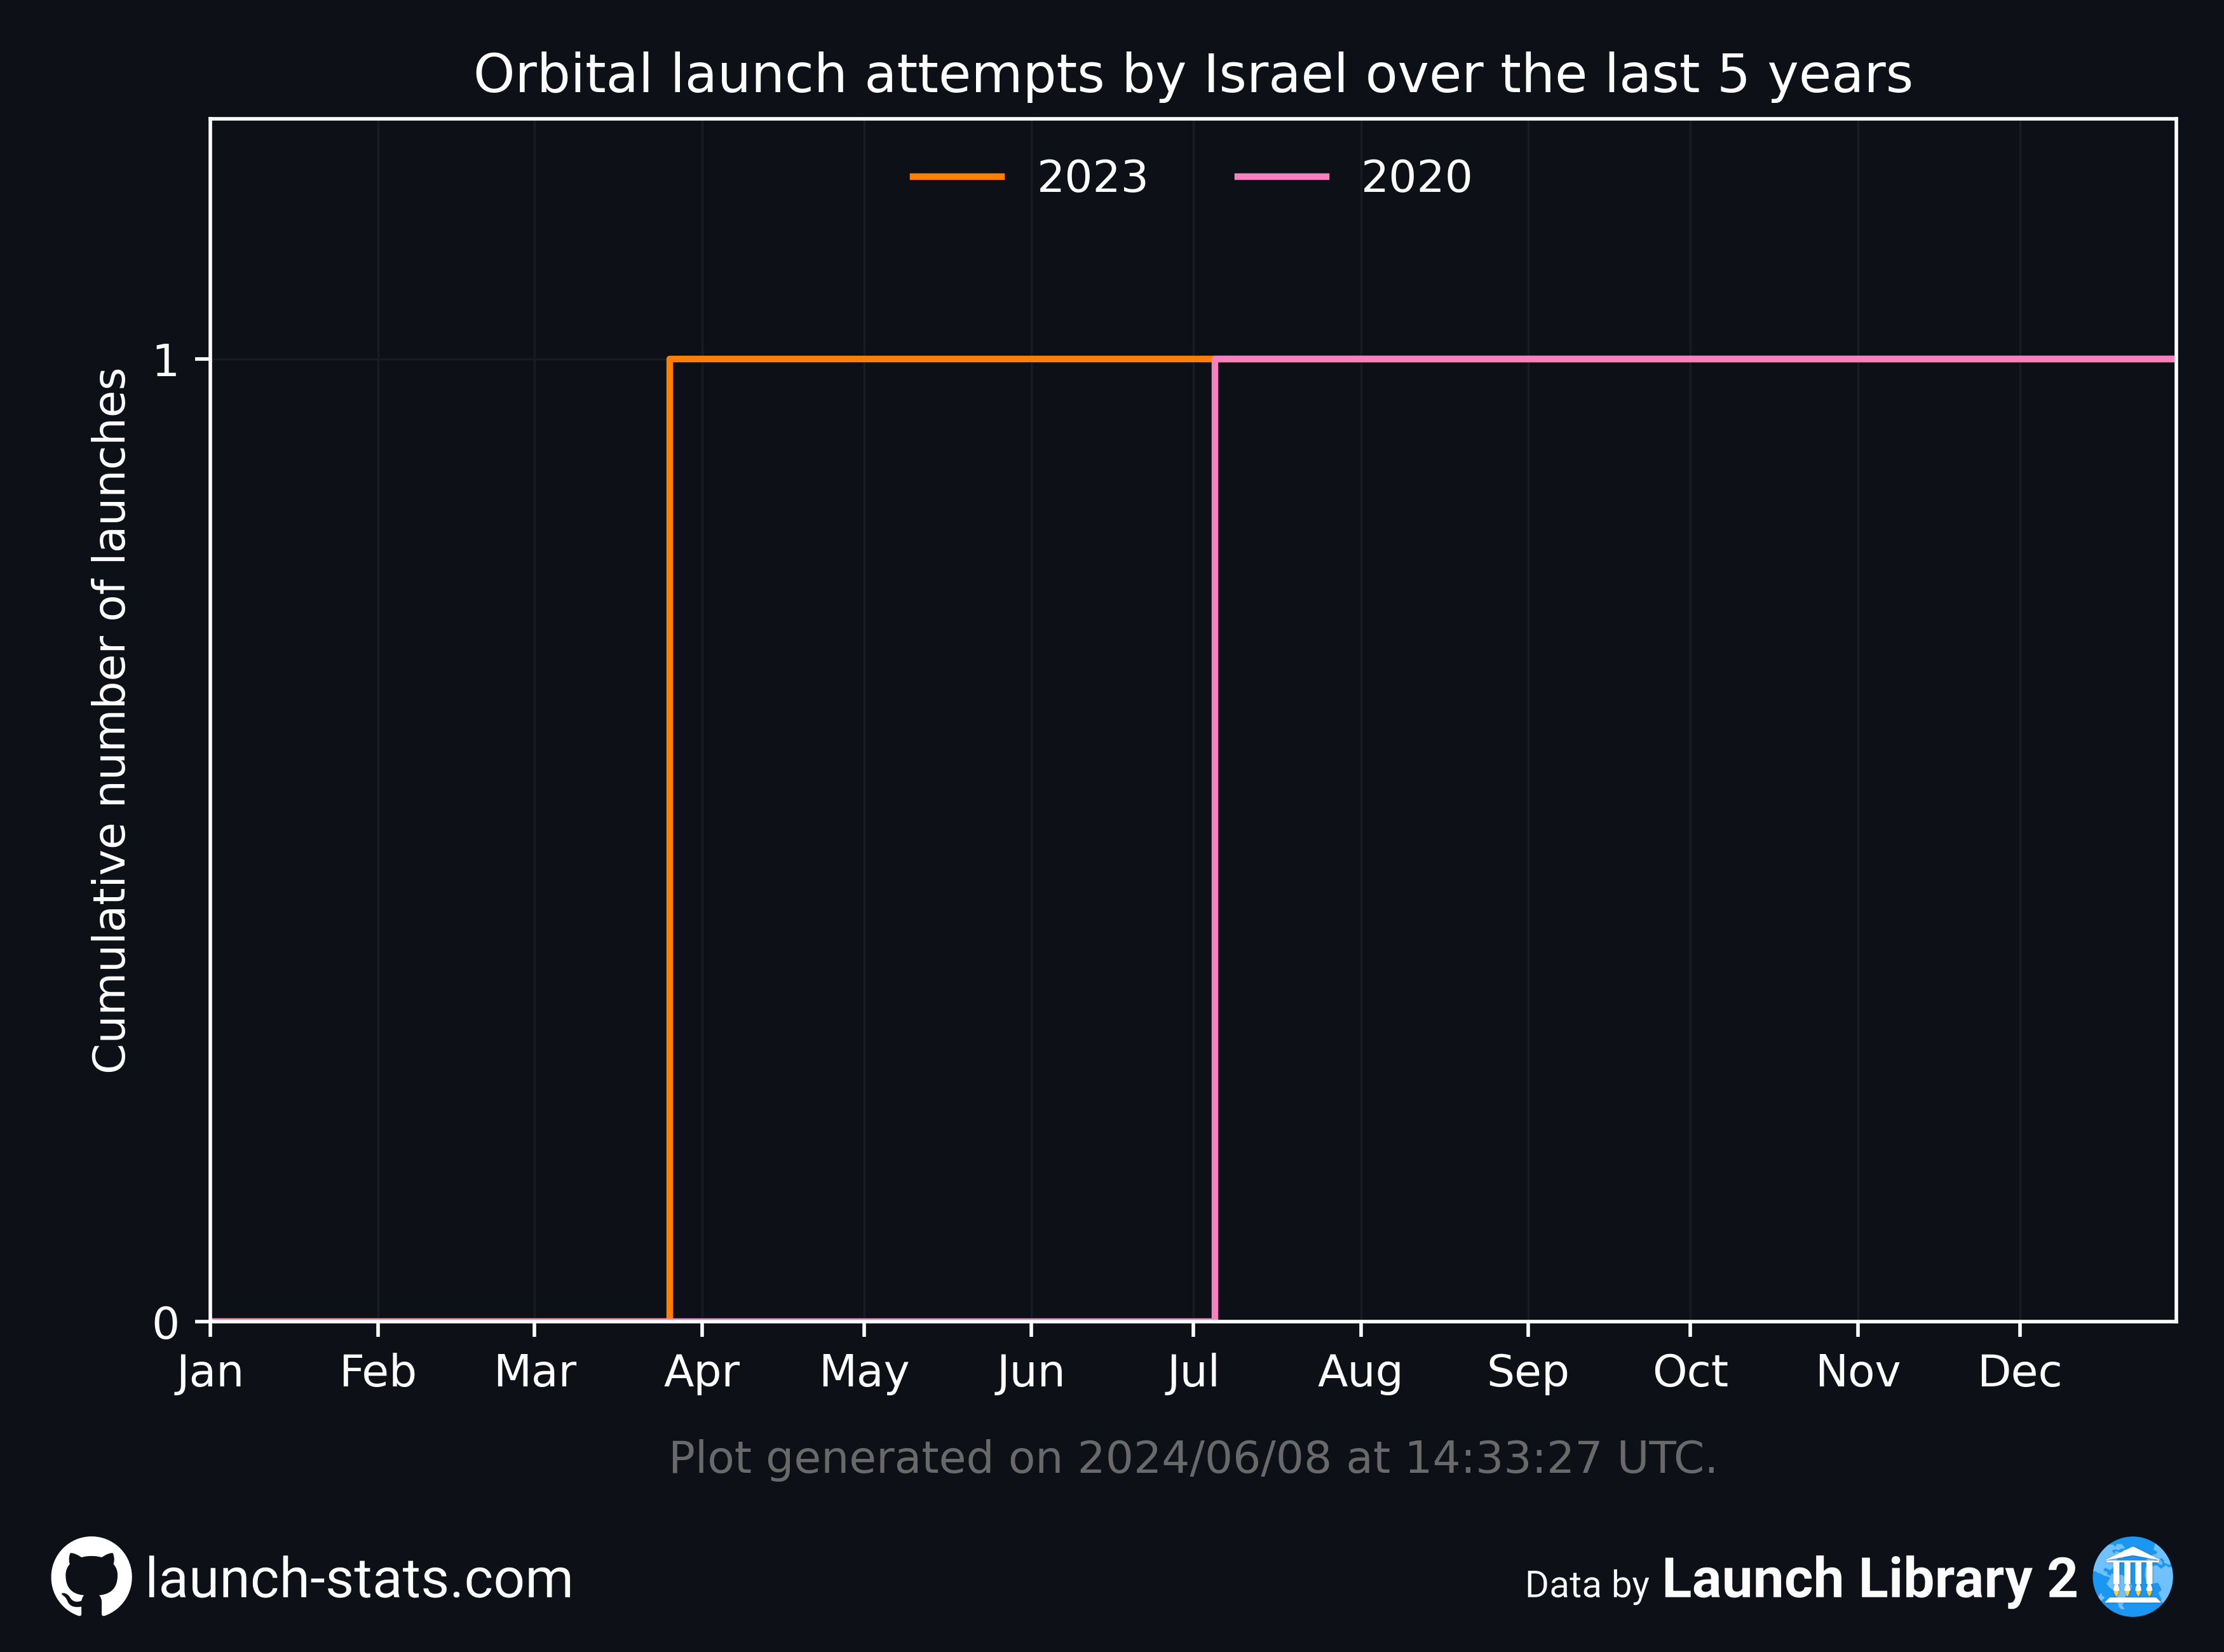 Orbital launch attempts by Israel over the last 5 years
2023 2020
Cumulative number of launches
1
0
Jan Feb Mar Apr May Jun Jul Aug Sep Oct Nov Dec
Plot generated on 2024/06/08 at 14:33:27 UTC.
launch-stats.com
Data by Launch Library 2